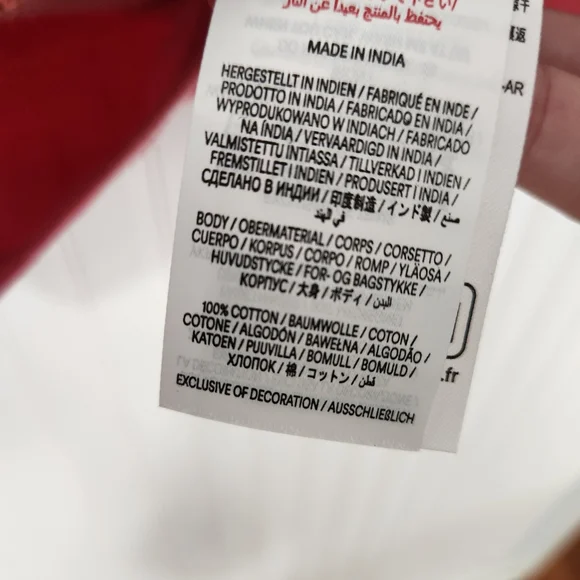 يحتفظ بالمنتج بعيدا عن النار
MADE IN INDIA
HERGESTELLT IN INDIEN / FABRIQUÉ EN INDE /
PRODOTTO IN INDIA / FABRICADO EN INDIA /
WYPRODUKOWANO W INDIACH / FABRICADO
NA ÍNDIA / VERVAARDIGD IN INDIA /
VALMISTETTU INTIASSA / TILLVERKAD I INDIEN /
FREMSTILLET I INDIEN / PRODUSERT I INDIA /
СДЕЛАНО В ИНДИИ / 印度制造 / インド製 / صنع
في الهند
BODY / OBERMATERIAL / CORPS / CORSETTO /
CUERPO / KORPUS / CORPO / ROMP / YLÄOSA /
HUVUDSTYCKE / FOR- OG BAGSTYKKE /
КОРПУС / 大身 / ボディ / البدن
100% COTTON / BAUMWOLLE / COTON /
COTONE / ALGODÓN / BAWEŁNA / ALGODÃO /
KATOEN / PUUVILLA / BOMULL / BOMULD /
ХЛОПОК / 棉 / コットン / قطن
EXCLUSIVE OF DECORATION / AUSSCHLIEßLICH
-AR
.fr